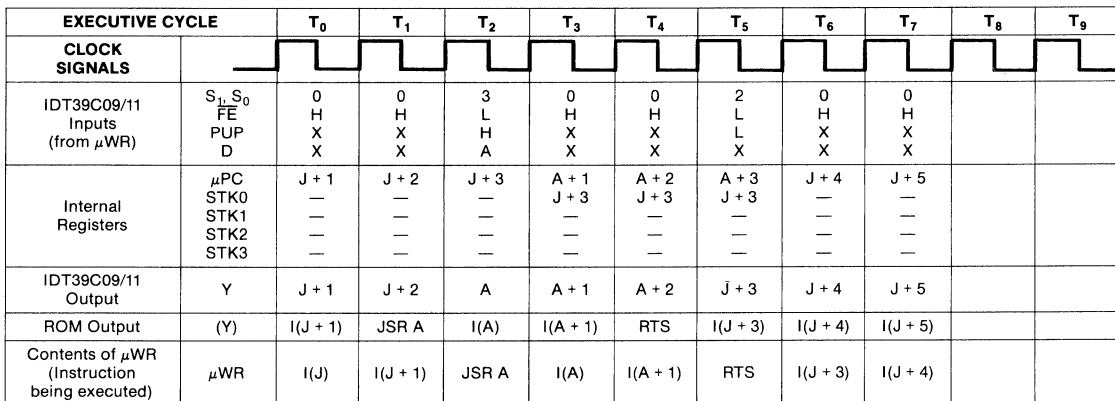 EXECUTIVE CYCLE T0 T1 T2 T3 T4 T5 T6 T7 T8 T9
CLOCK
SIGNALS
IDT39C09/11
Inputs
(from μWR)
S1, S0 0 0 3 0 0 2 0 0
F̅E̅ H H L H H L H H
PUP X X H X X L X X
D X X A X X X X X
Internal
Registers
μPC J + 1 J + 2 J + 3 A + 1 A + 2 A + 3 J + 4 J + 5
STK0 — — — J + 3 J + 3 J + 3 — —
STK1 — — — — — — — —
STK2 — — — — — — — —
STK3 — — — — — — — —
IDT39C09/11
Output
Y J + 1 J + 2 A A + 1 A + 2 J + 3 J + 4 J + 5
ROM Output (Y) I(J + 1) JSR A I(A) I(A + 1) RTS I(J + 3) I(J + 4) I(J + 5)
Contents of μWR
(Instruction
being executed)
μWR I(J) I(J + 1) JSR A I(A) I(A + 1) RTS I(J + 3) I(J + 4)